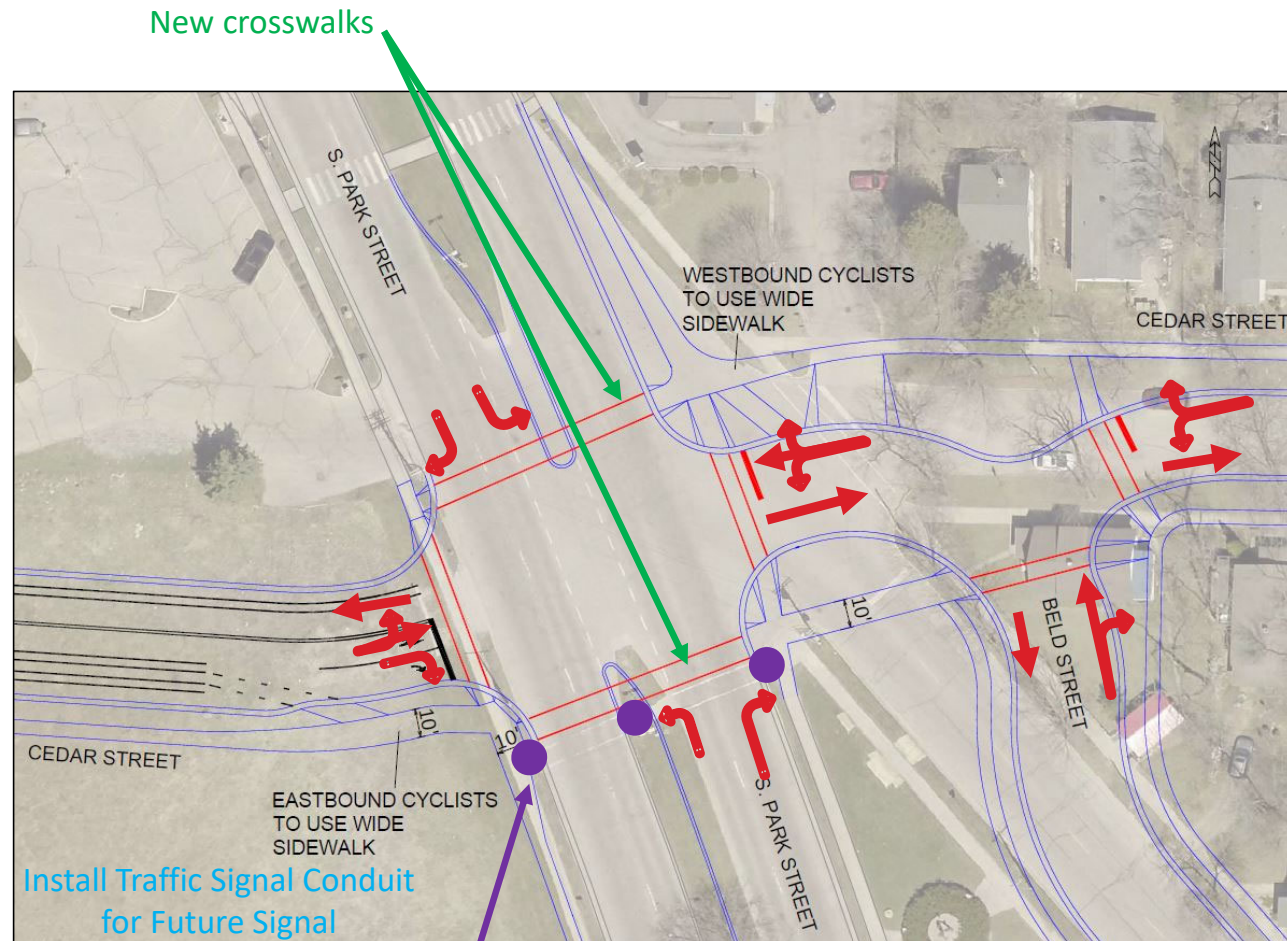 New crosswalks
S. PARK STREET
WESTBOUND CYCLISTS
TO USE WIDE
SIDEWALK
CEDAR STREET
10'
BELD STREET
10'
10'
CEDAR STREET
EASTBOUND CYCLISTS
TO USE WIDE
SIDEWALK
S. PARK STREET
Install Traffic Signal Conduit
for Future Signal